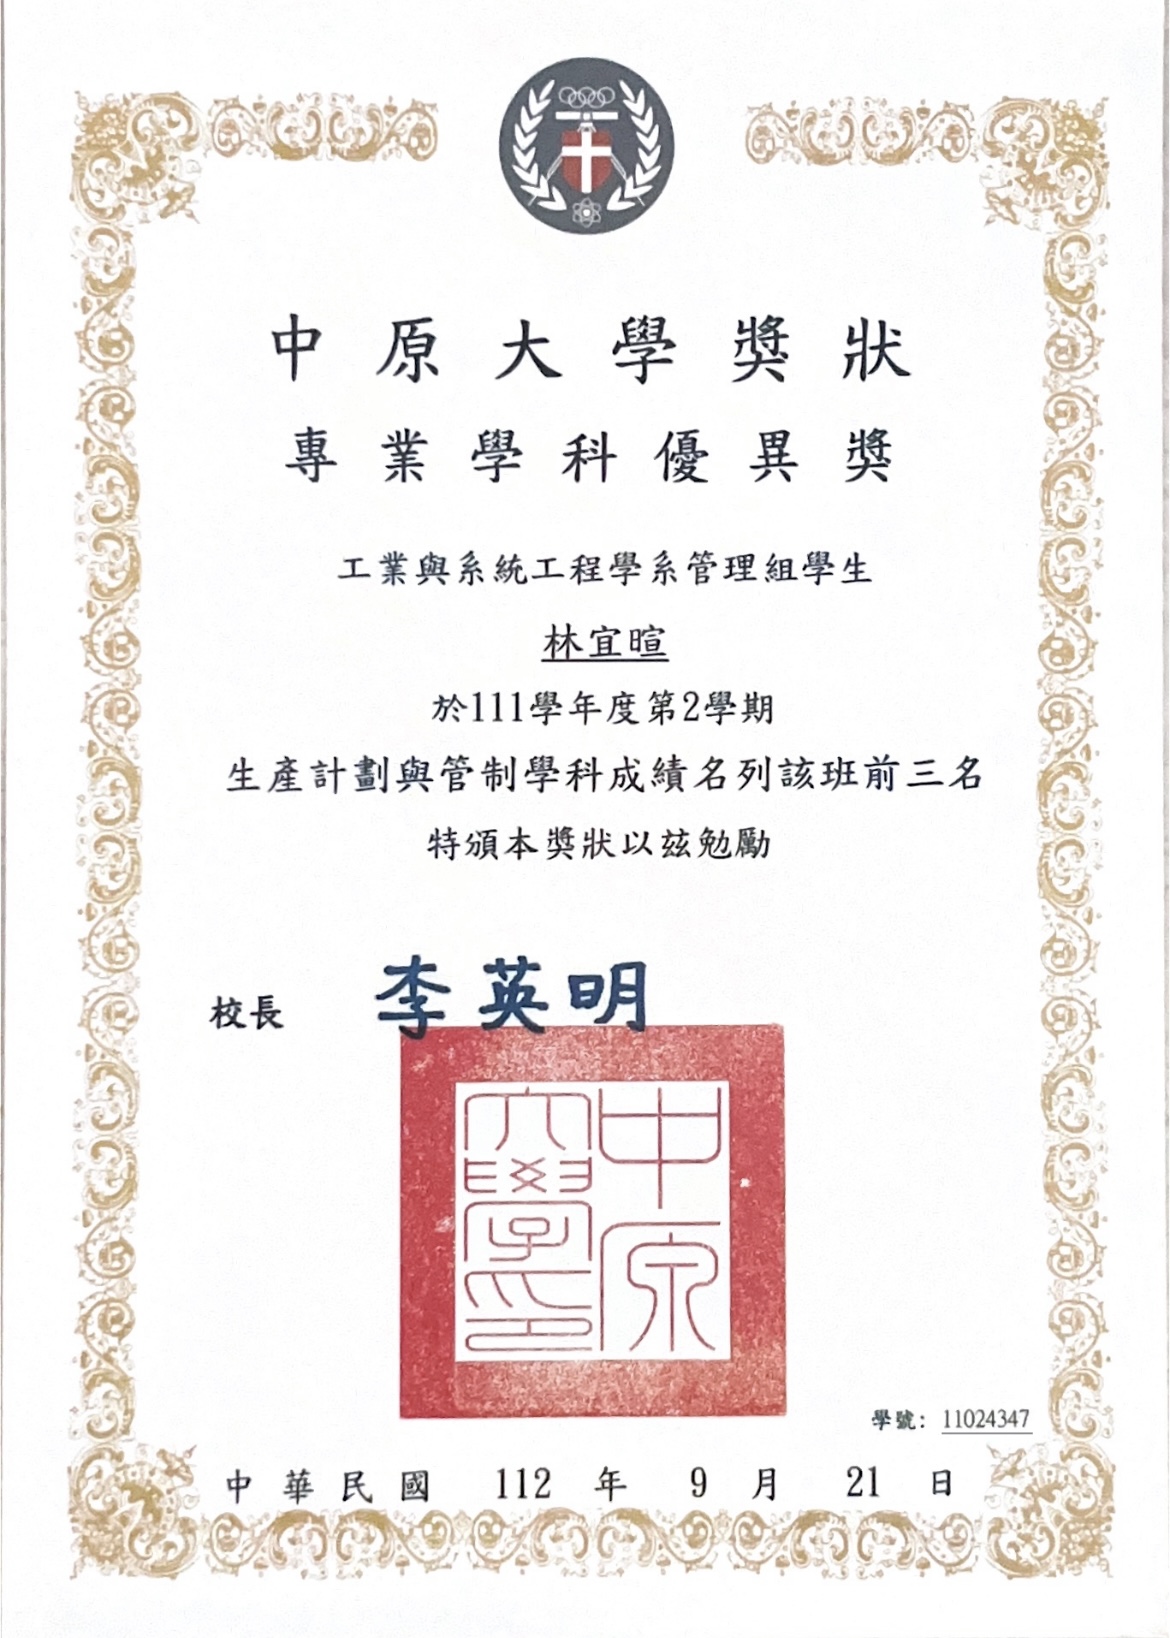 中原大學獎狀
專業學科優異獎
工業與系統工程學系管理組學生
林宜暄
於111學年度第2學期
生產計劃與管制學科成績名列該班前三名
特頒本獎狀以茲勉勵
校長 李英明
中原大學印
學號：11024347
中華民國 112 年 9 月 21 日